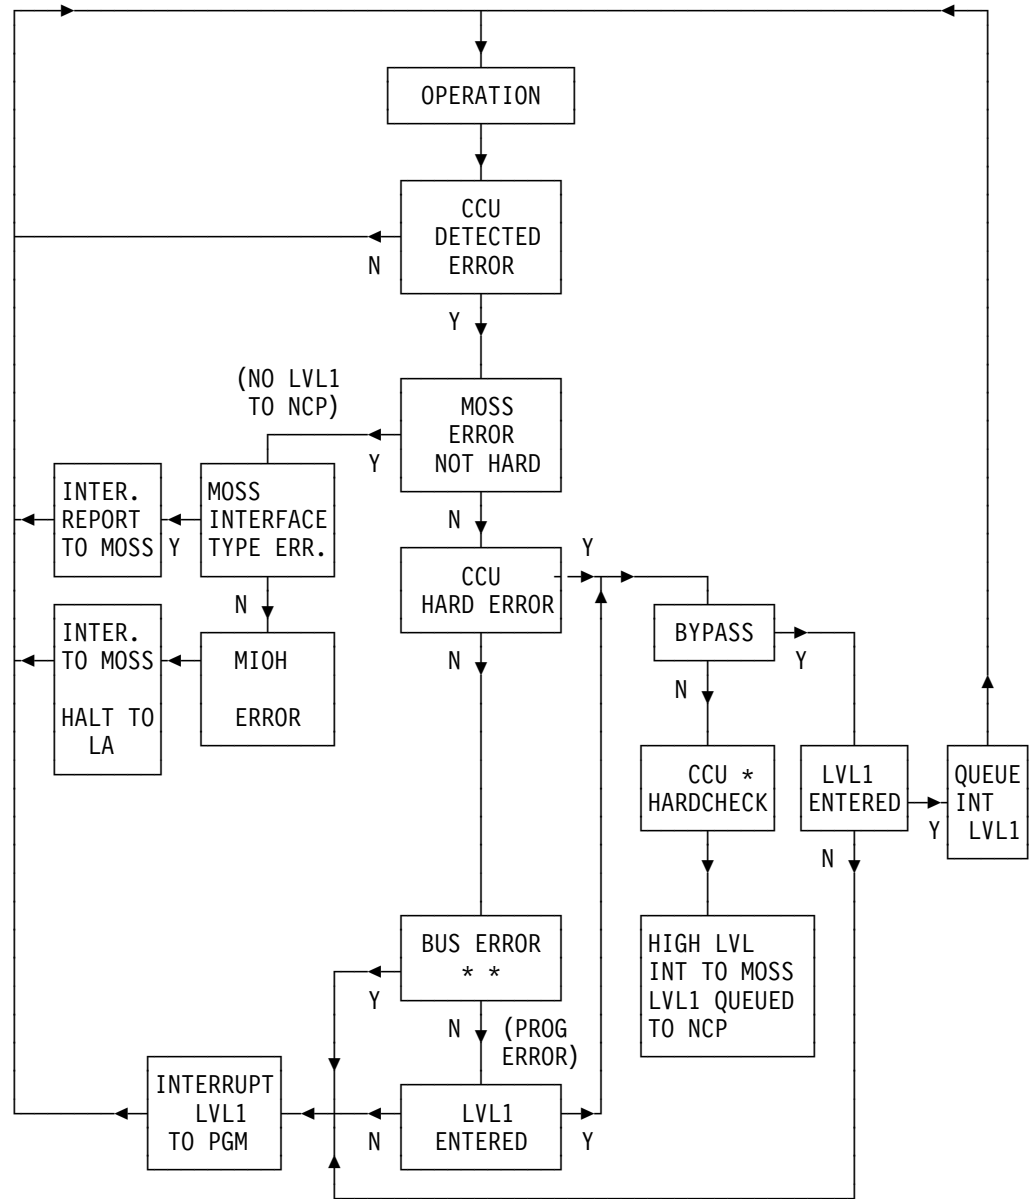 OPERATION
CCU
DETECTED
ERROR
N
Y
(NO LVL1
TO NCP)
MOSS
ERROR
NOT HARD
Y
N
INTER.
REPORT
TO MOSS
Y
MOSS
INTERFACE
TYPE ERR.
N
CCU
HARD ERROR
Y
N
INTER.
TO MOSS
HALT TO
LA
MIOH
ERROR
BYPASS
Y
N
CCU *
HARDCHECK
LVL1
ENTERED
Y
N
QUEUE
INT
LVL1
HIGH LVL
INT TO MOSS
LVL1 QUEUED
TO NCP
BUS ERROR
* *
Y
N
(PROG
ERROR)
INTERRUPT
LVL1
TO PGM
LVL1
ENTERED
N
Y